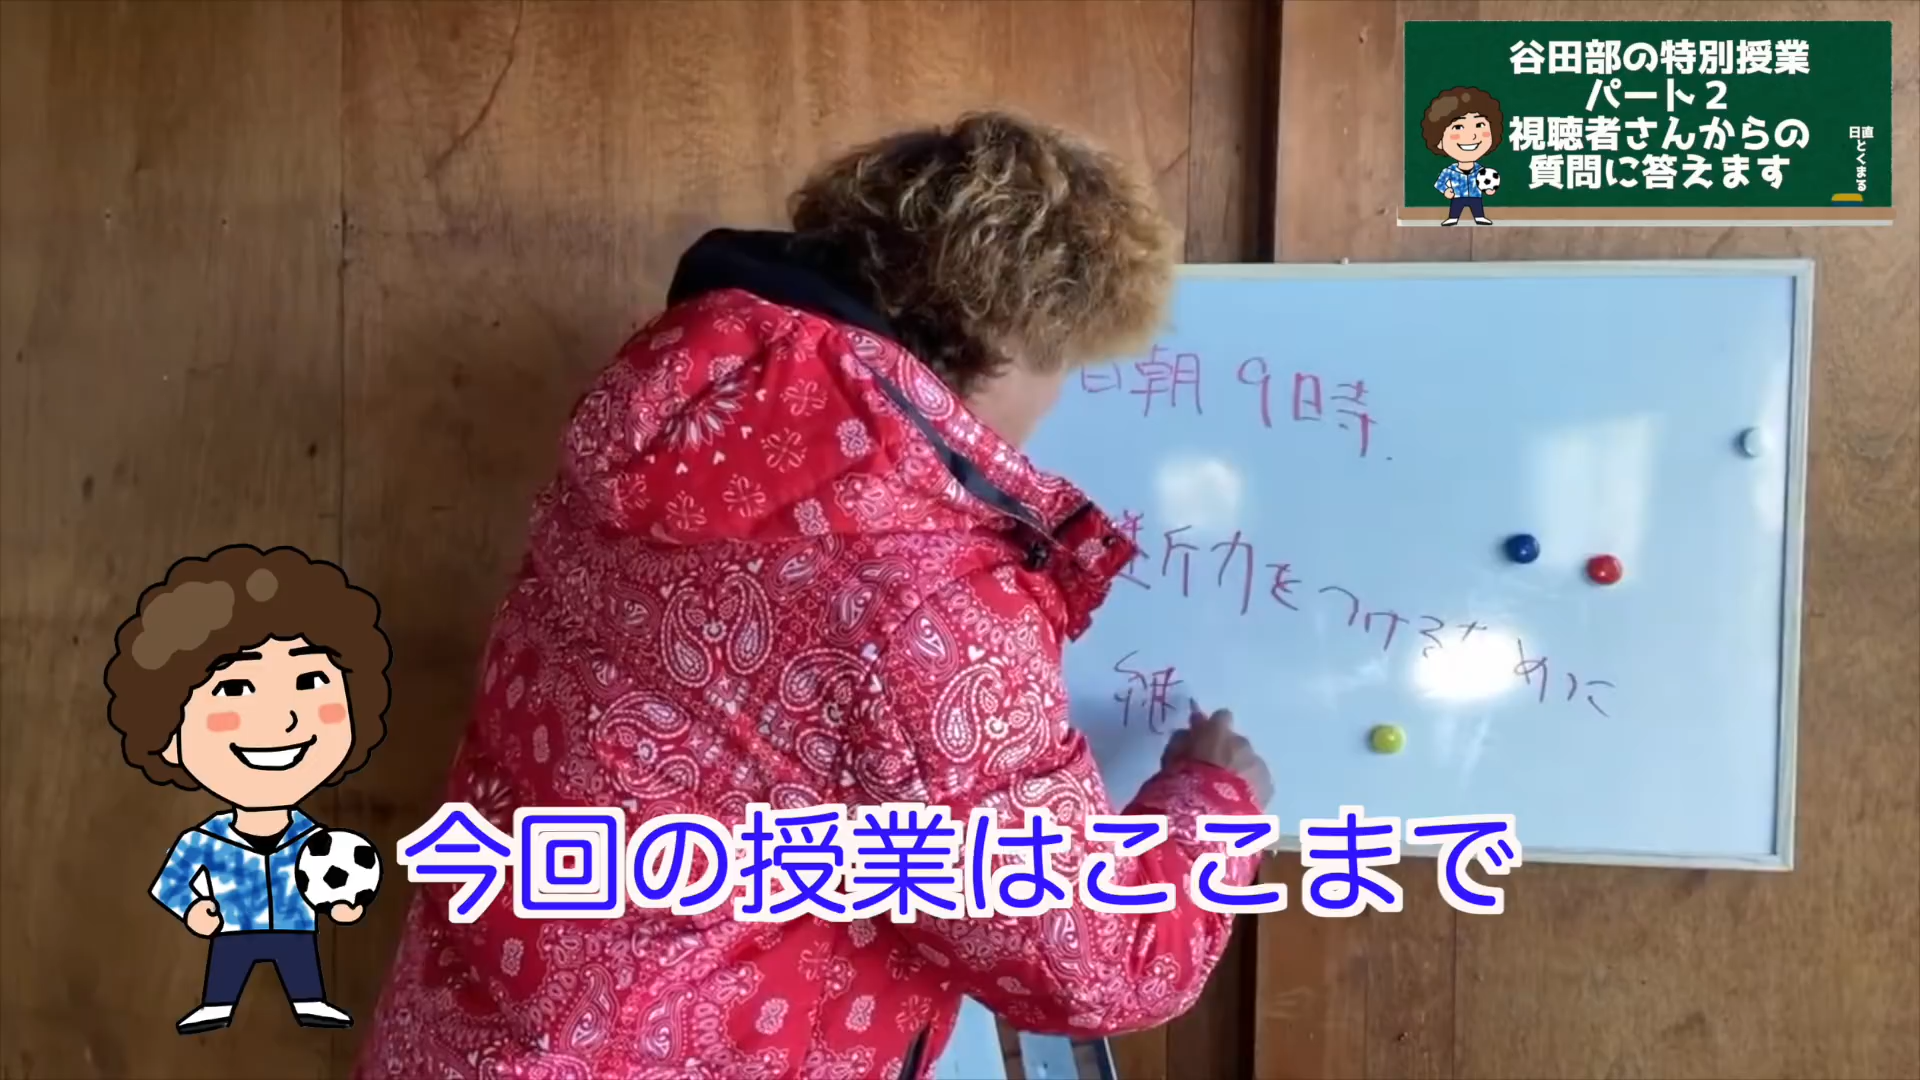 谷田部の特別授業
パート2
視聴者さんからの
質問に答えます
日直
とくまる
日朝 9時.
断力をつけるために
継
今回の授業はここまで